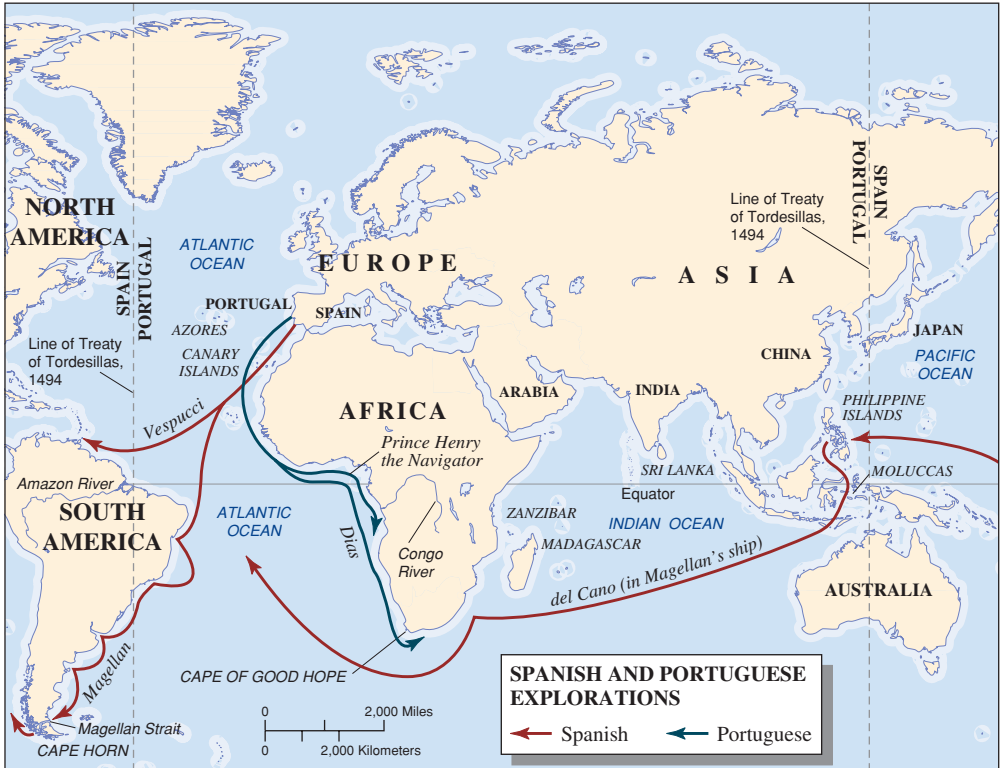 NORTH
AMERICA
ATLANTIC
OCEAN
EUROPE
ASIA
SPAIN
PORTUGAL
Line of Treaty
of Tordesillas,
1494
PORTUGAL
SPAIN
SPAIN
PORTUGAL
Line of Treaty
of Tordesillas,
1494
AZORES
CANARY
ISLANDS
JAPAN
PACIFIC
OCEAN
CHINA
Vespucci
AFRICA
ARABIA
INDIA
PHILIPPINE
ISLANDS
Prince Henry
the Navigator
SRI LANKA
MOLUCCAS
Amazon River
Equator
SOUTH
AMERICA
ATLANTIC
OCEAN
Dias
Congo
River
ZANZIBAR
INDIAN OCEAN
MADAGASCAR
del Cano (in Magellan's ship)
AUSTRALIA
Magellan
CAPE OF GOOD HOPE
Magellan Strait
CAPE HORN
0 2,000 Miles
0 2,000 Kilometers
SPANISH AND PORTUGUESE
EXPLORATIONS
Spanish Portuguese